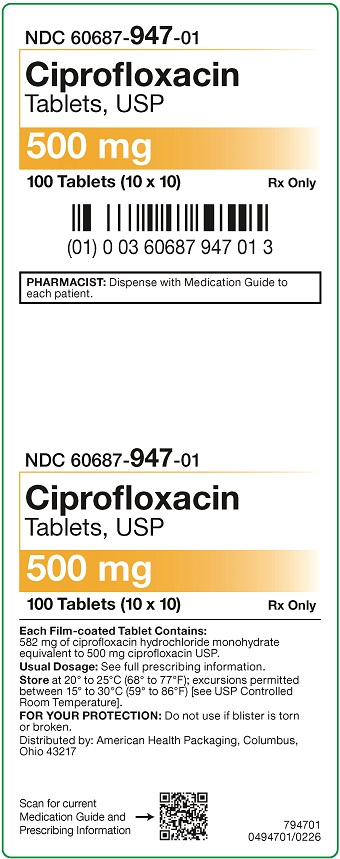 NDC 60687-947-01
Ciprofloxacin
Tablets, USP
500 mg
100 Tablets (10 x 10) Rx Only
(01) 0 03 60687 947 01 3
PHARMACIST: Dispense with Medication Guide to
each patient.
NDC 60687-947-01
Ciprofloxacin
Tablets, USP
500 mg
100 Tablets (10 x 10) Rx Only
Each Film-coated Tablet Contains:
582 mg of ciprofloxacin hydrochloride monohydrate
equivalent to 500 mg ciprofloxacin USP.
Usual Dosage: See full prescribing information.
Store at 20° to 25°C (68° to 77°F); excursions permitted
between 15° to 30°C (59° to 86°F) [see USP Controlled
Room Temperature].
FOR YOUR PROTECTION: Do not use if blister is torn
or broken.
Distributed by: American Health Packaging, Columbus,
Ohio 43217
Scan for current
Medication Guide and
Prescribing Information
794701
0494701/0226